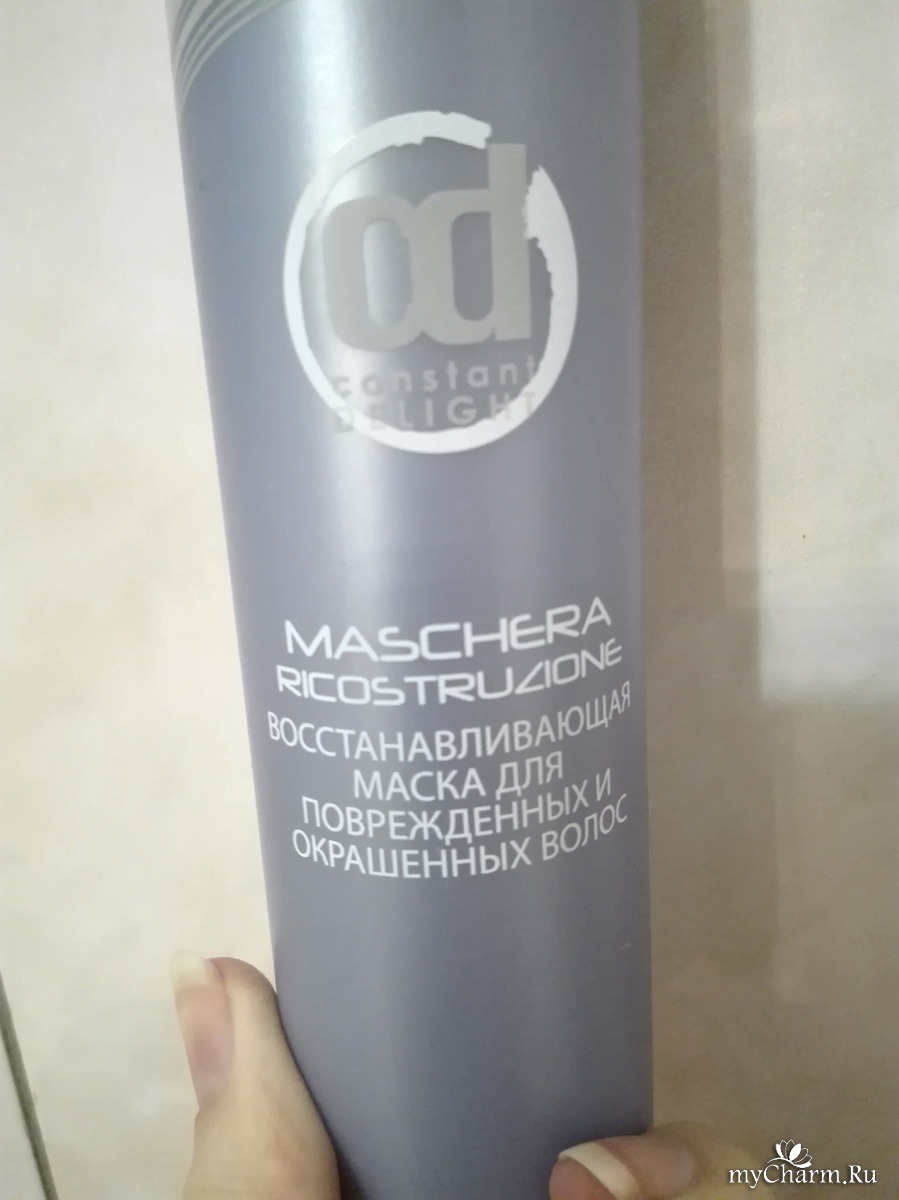 cd
constant
DELIGHT
MASCHERA
RICOSTRUZIONE
ВОССТАНАВЛИВАЮЩАЯ
МАСКА ДЛЯ
ПОВРЕЖДЕННЫХ И
ОКРАШЕННЫХ ВОЛОС
myCharm.Ru